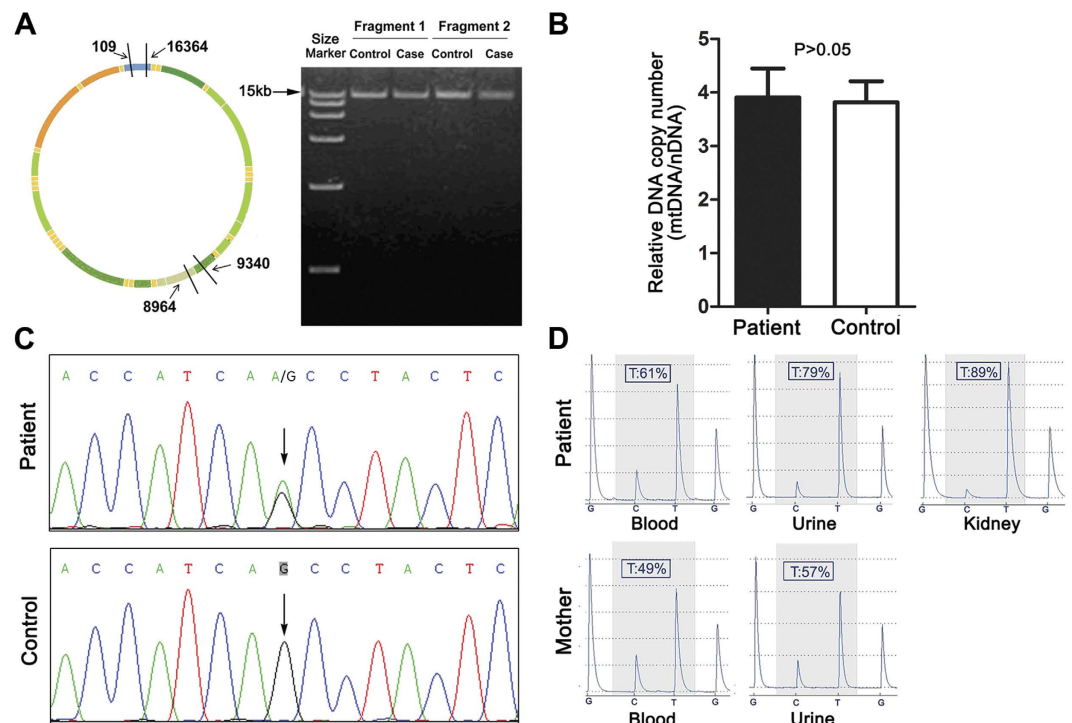 A
Fragment 1 Fragment 2
Size Marker Control Case Control Case
109 16364
15kb
9340
8964
B
P>0.05
Relative DNA copy number (mtDNA/nDNA)
5
4
3
2
1
0
Patient Control
C
Patient
A C C A T C A A/G C C T A C T C
Control
A C C A T C A G C C T A C T C
D
Patient
T:61% T:79% T:89%
G C T G G C T G G C T G
Blood Urine Kidney
Mother
T:49% T:57%
G C T G G C T G
Blood Urine